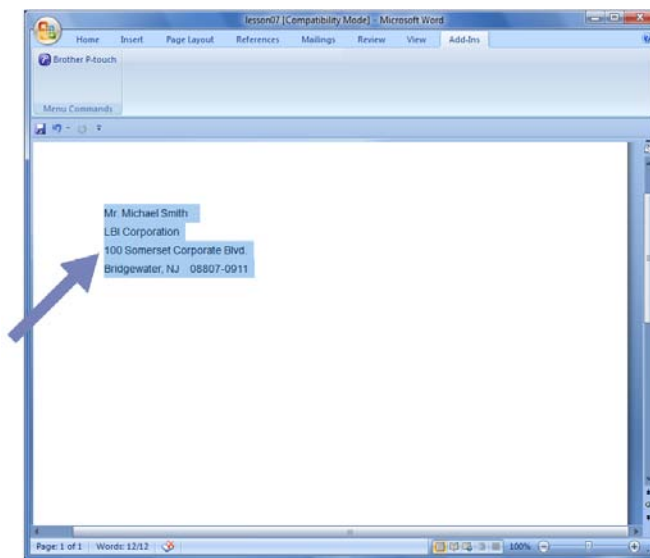 lesson07 [Compatibility Mode] - Microsoft Word
Home Insert Page Layout References Mailings Review View Add-Ins
Brother P-touch
Menu Commands
Mr. Michael Smith
LBI Corporation
100 Somerset Corporate Blvd.
Bridgewater, NJ 08807-0911
Page: 1 of 1 Words: 12/12 100%